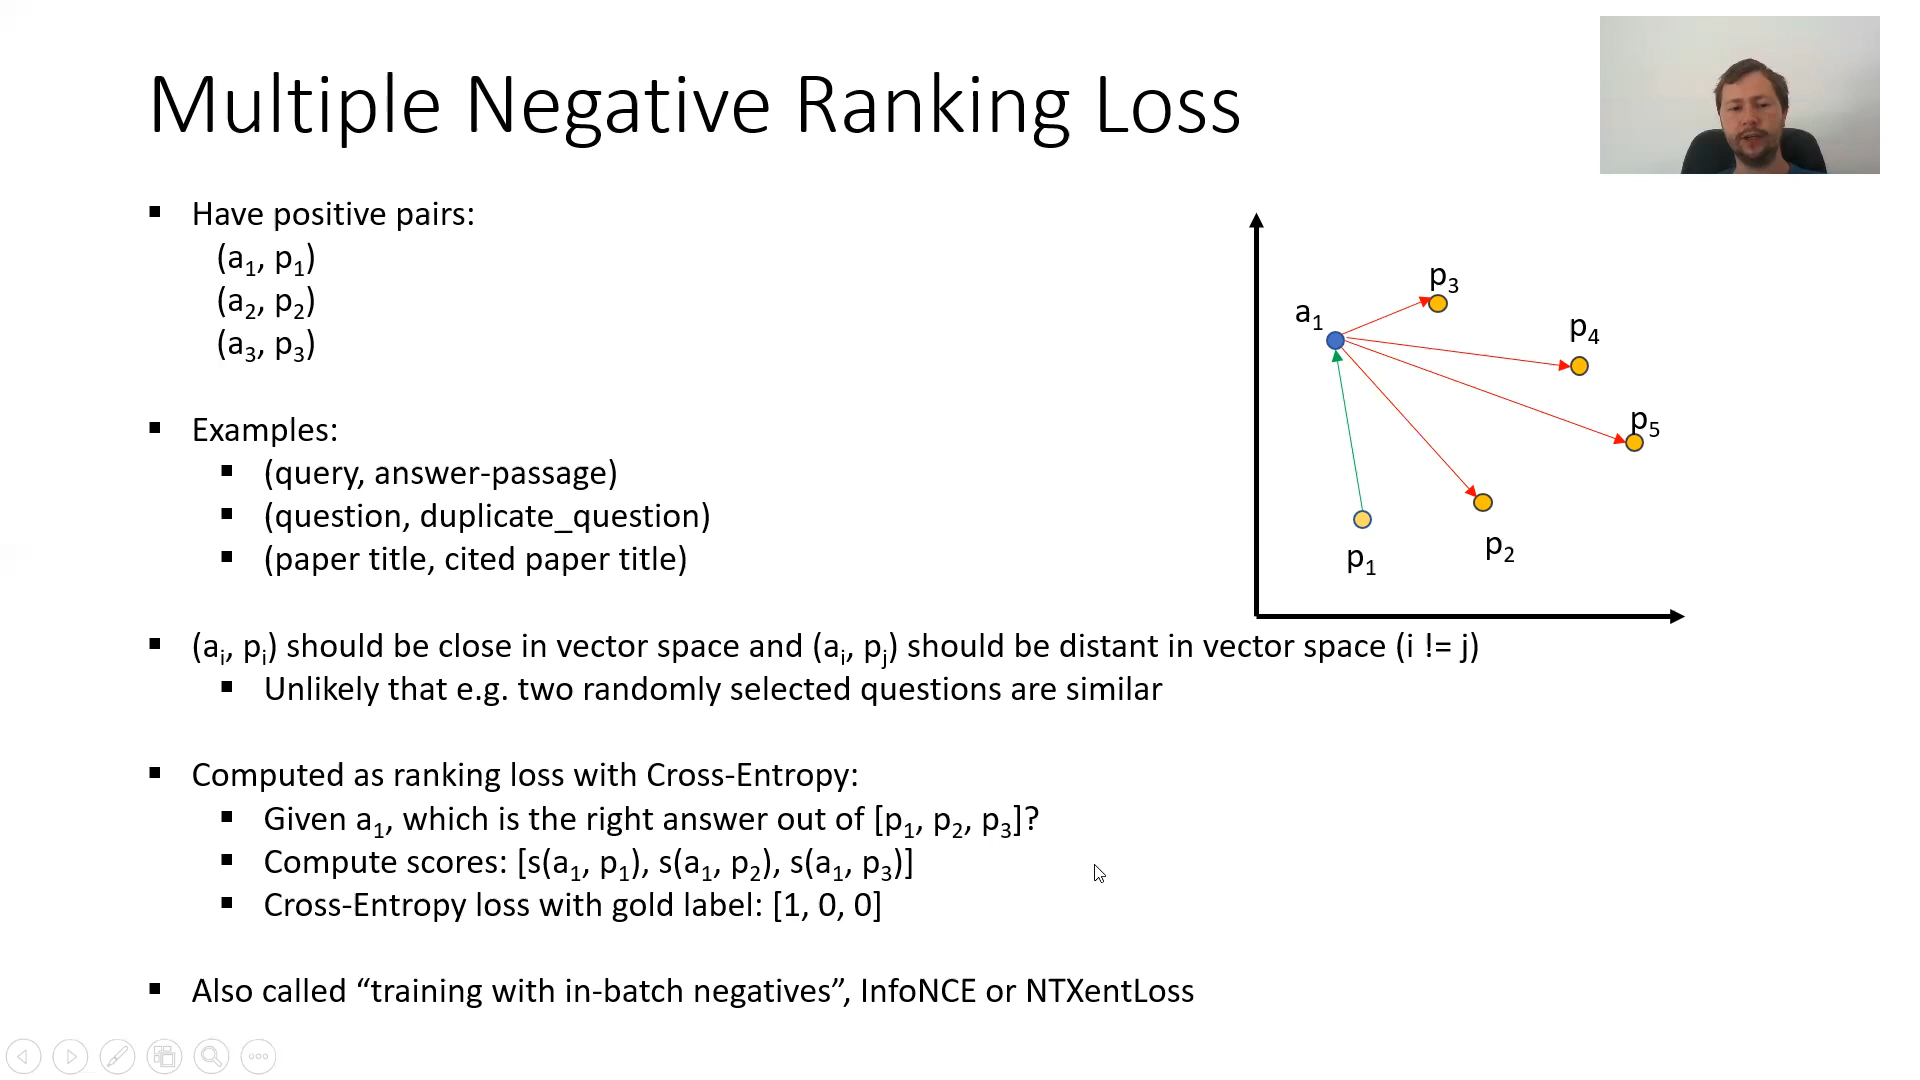 Multiple Negative Ranking Loss
▪ Have positive pairs:
(a₁, p₁)
(a₂, p₂)
(a₃, p₃)
▪ Examples:
▪ (query, answer-passage)
▪ (question, duplicate_question)
▪ (paper title, cited paper title)
▪ (aᵢ, pᵢ) should be close in vector space and (aᵢ, pⱼ) should be distant in vector space (i != j)
▪ Unlikely that e.g. two randomly selected questions are similar
▪ Computed as ranking loss with Cross-Entropy:
▪ Given a₁, which is the right answer out of [p₁, p₂, p₃]?
▪ Compute scores: [s(a₁, p₁), s(a₁, p₂), s(a₁, p₃)]
▪ Cross-Entropy loss with gold label: [1, 0, 0]
▪ Also called “training with in-batch negatives”, InfoNCE or NTXentLoss
p₃
a₁
p₄
p₅
p₂
p₁